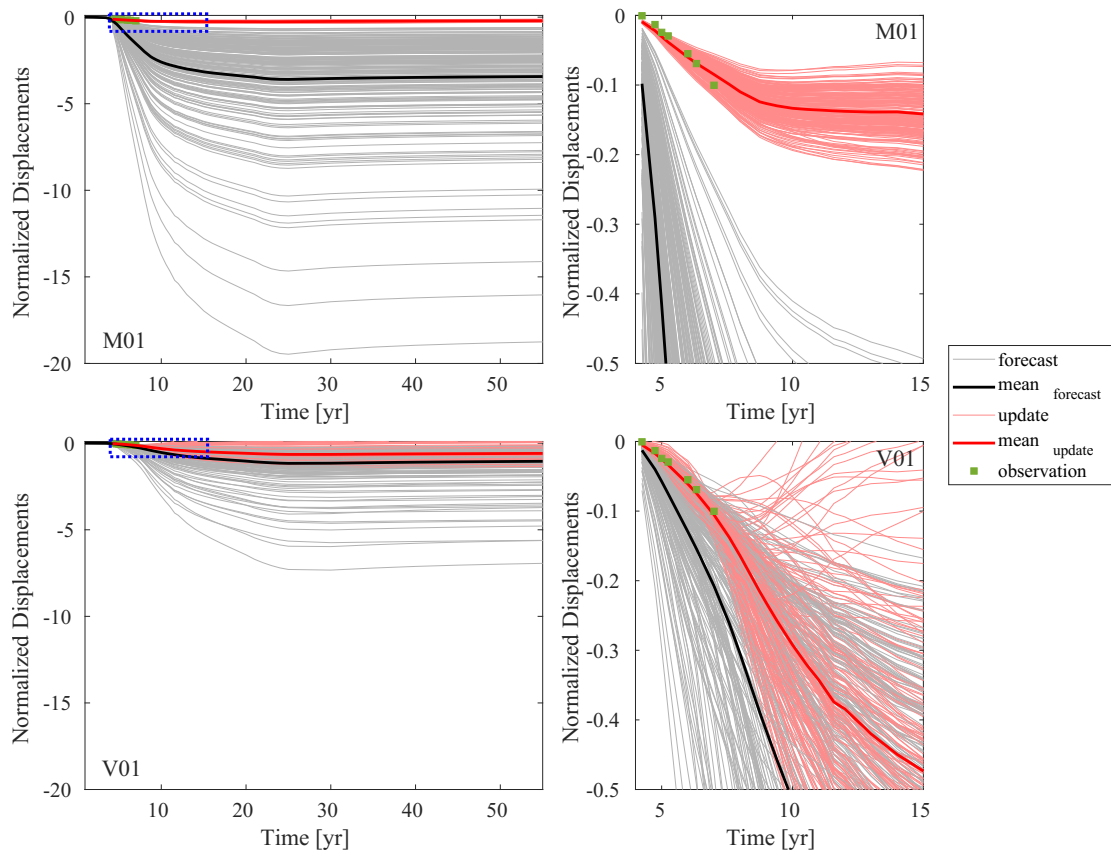 0
-5
-10
-15
-20
Normalized Displacements
M01
10
20
30
40
50
Time [yr]
0
-0.1
-0.2
-0.3
-0.4
-0.5
Normalized Displacements
M01
5
10
15
Time [yr]
forecast
mean forecast
update
mean update
observation
0
-5
-10
-15
-20
Normalized Displacements
V01
10
20
30
40
50
Time [yr]
0
-0.1
-0.2
-0.3
-0.4
-0.5
Normalized Displacements
V01
5
10
15
Time [yr]